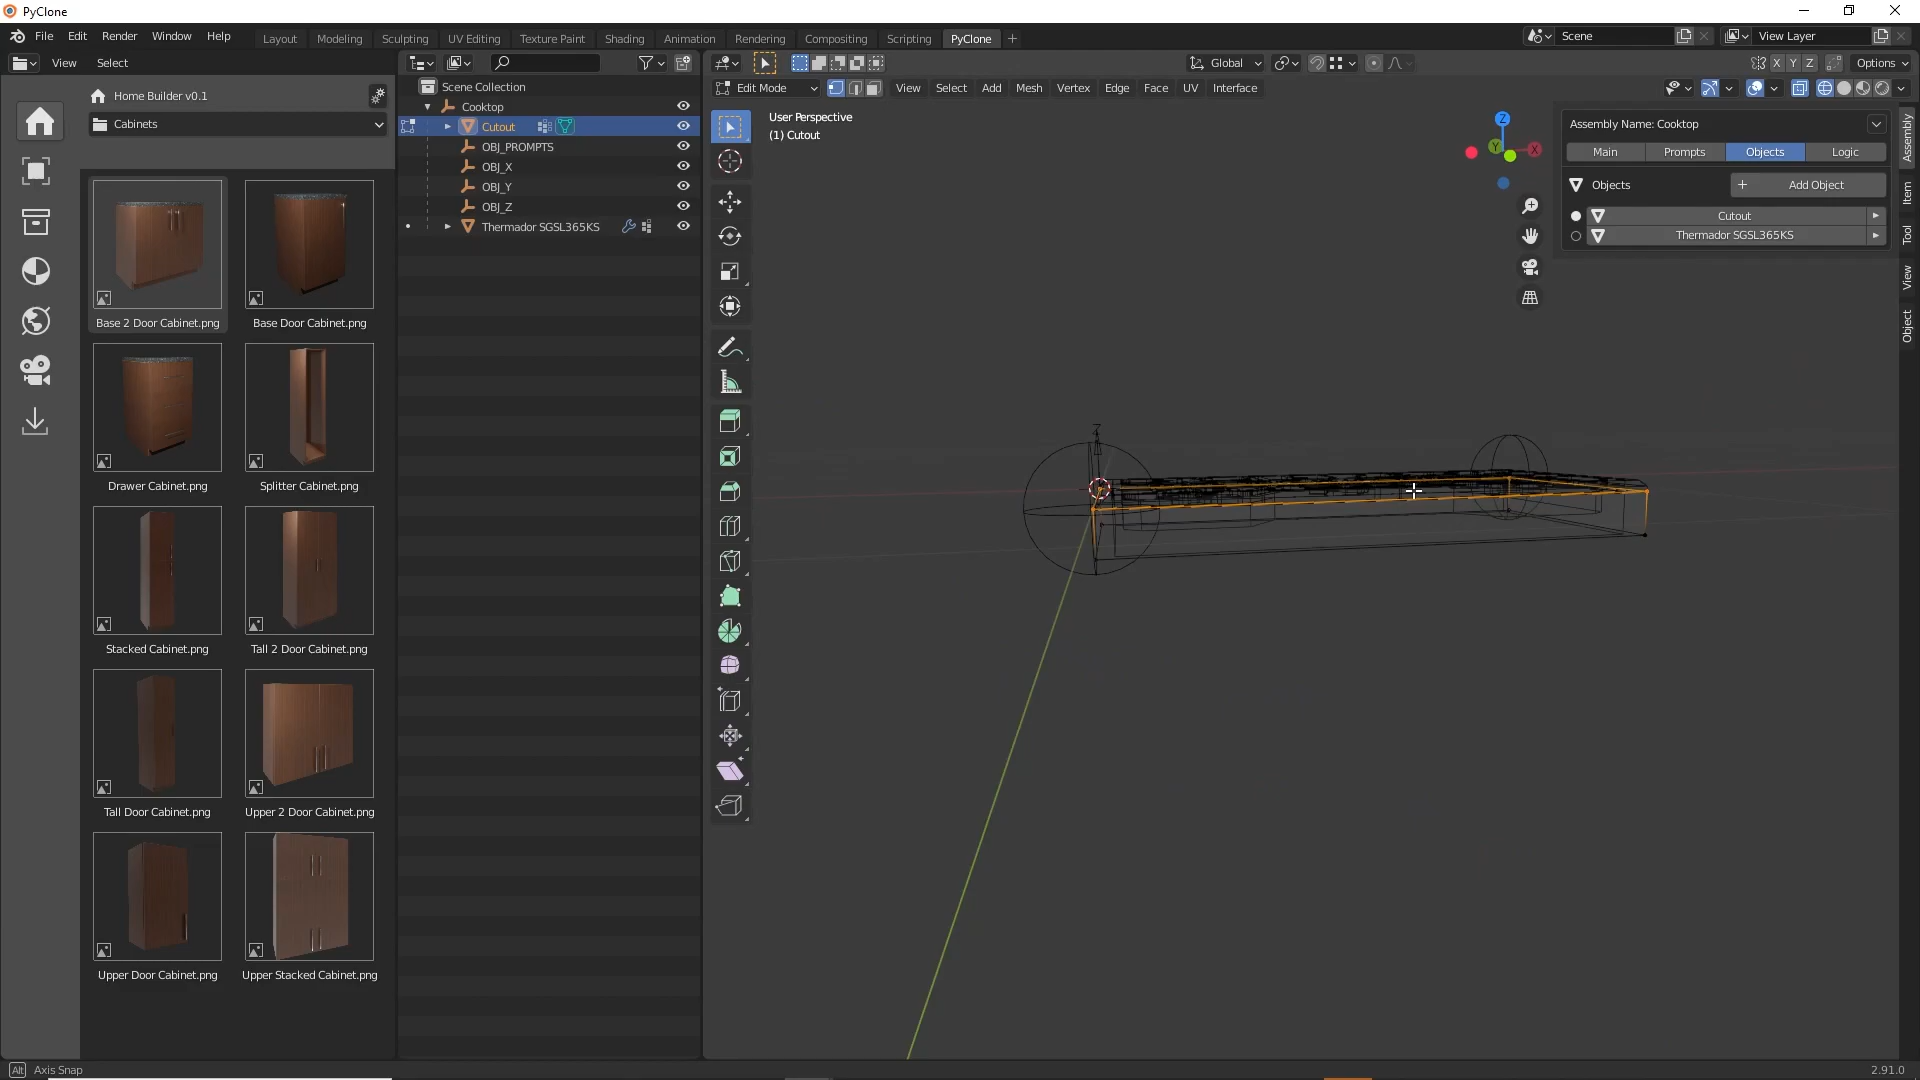 PyClone
File Edit Render Window Help
Layout Modeling Sculpting UV Editing Texture Paint Shading Animation Rendering Compositing Scripting PyClone
Scene View Layer
View Select
Global X Y Z Options
Home Builder v0.1
Cabinets
Scene Collection
Cooktop
Cutout
OBJ_PROMPTS
OBJ_X
OBJ_Y
OBJ_Z
Thermador SGSL365KS
Edit Mode View Select Add Mesh Vertex Edge Face UV Interface
User Perspective
(1) Cutout
Z
Y
X
Assembly Name: Cooktop
Main Prompts Objects Logic
Objects Add Object
Cutout
Thermador SGSL365KS
Assembly
Item
Tool
View
Object
Base 2 Door Cabinet.png
Base Door Cabinet.png
Drawer Cabinet.png
Splitter Cabinet.png
Stacked Cabinet.png
Tall 2 Door Cabinet.png
Tall Door Cabinet.png
Upper 2 Door Cabinet.png
Upper Door Cabinet.png
Upper Stacked Cabinet.png
Alt Axis Snap
2.91.0